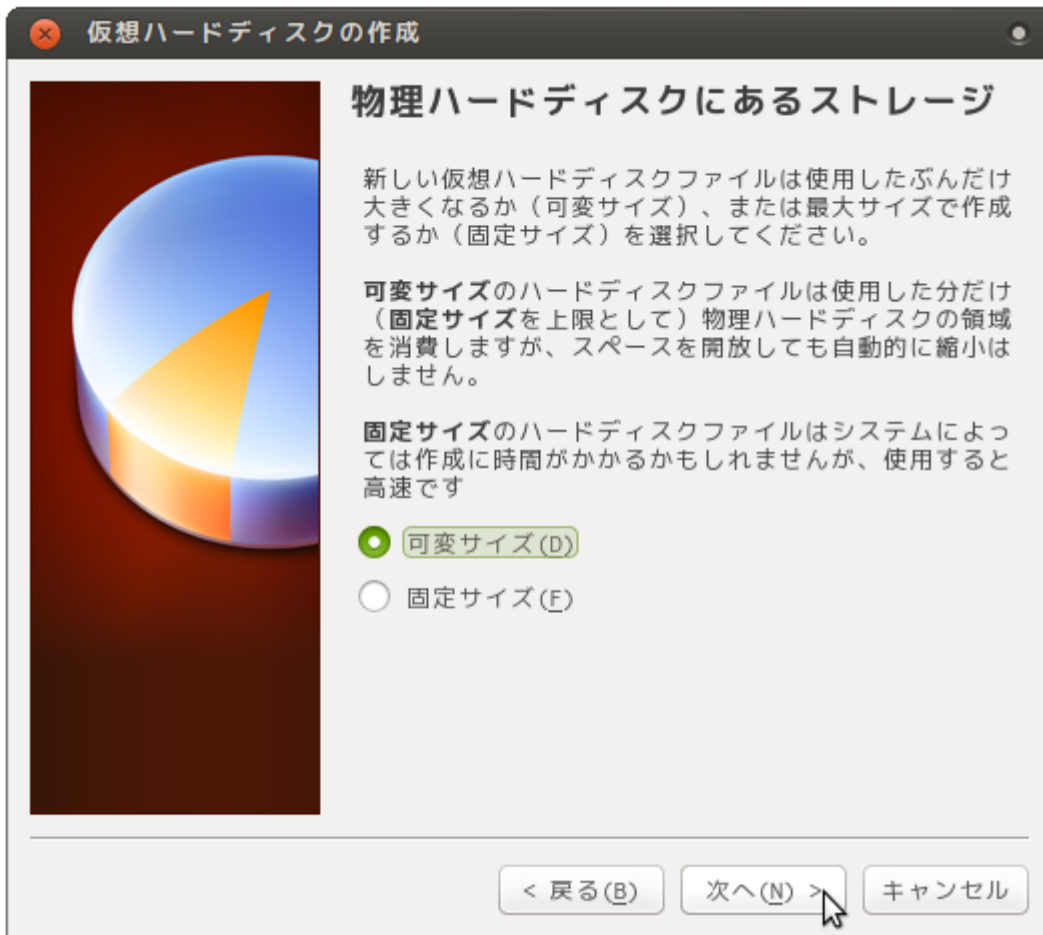 仮想ハードディスクの作成
物理ハードディスクにあるストレージ
新しい仮想ハードディスクファイルは使用したぶんだけ
大きくなるか（可変サイズ）、または最大サイズで作成
するか（固定サイズ）を選択してください。
可変サイズのハードディスクファイルは使用した分だけ
（固定サイズを上限として）物理ハードディスクの領域
を消費しますが、スペースを開放しても自動的に縮小は
しません。
固定サイズのハードディスクファイルはシステムによっ
ては作成に時間がかかるかもしれませんが、使用すると
高速です
可変サイズ(D)
固定サイズ(F)
< 戻る(B) 次へ(N) > キャンセル